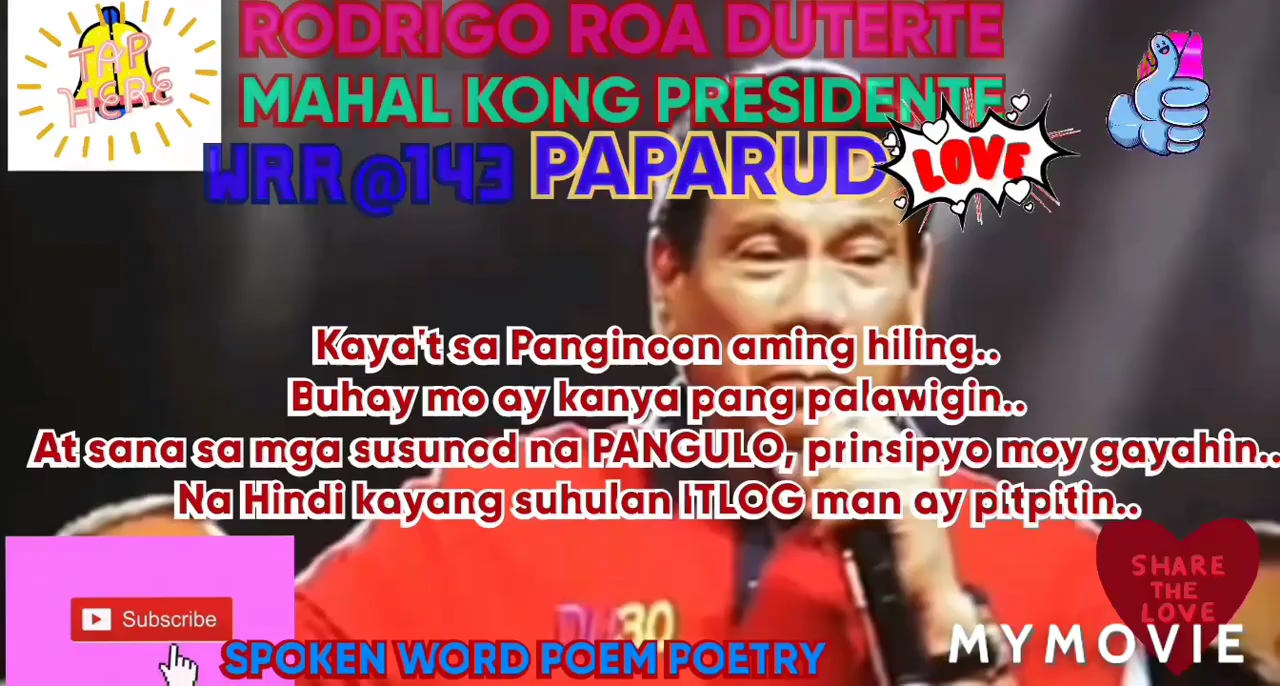 TAP HERE
RODRIGO ROA DUTERTE
MAHAL KONG PRESIDENTE
WRR@143 PAPARUD
LOVE
Kaya't sa Panginoon aming hiling..
Buhay mo ay kanya pang palawigin..
At sana sa mga susunod na PANGULO, prinsipyo moy gayahin..
Na Hindi kayang suhulan ITLOG man ay pitpitin..
Subscribe
SHARE
THE
LOVE
MYMOVIE
SPOKEN WORD POEM POETRY